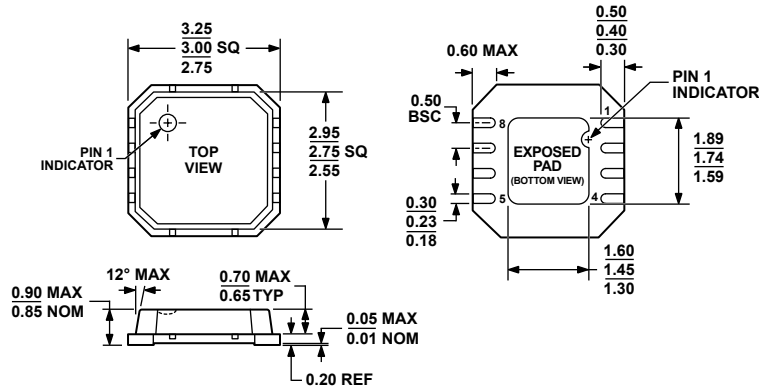 3.25
3.00 SQ
2.75
PIN 1
INDICATOR
TOP
VIEW
2.95
2.75 SQ
2.55
0.60 MAX
0.50
0.40
0.30
PIN 1
INDICATOR
0.50
BSC
8
1
EXPOSED
PAD
(BOTTOM VIEW)
1.89
1.74
1.59
5
4
0.30
0.23
0.18
1.60
1.45
1.30
12° MAX
0.90 MAX
0.85 NOM
0.70 MAX
0.65 TYP
0.05 MAX
0.01 NOM
0.20 REF